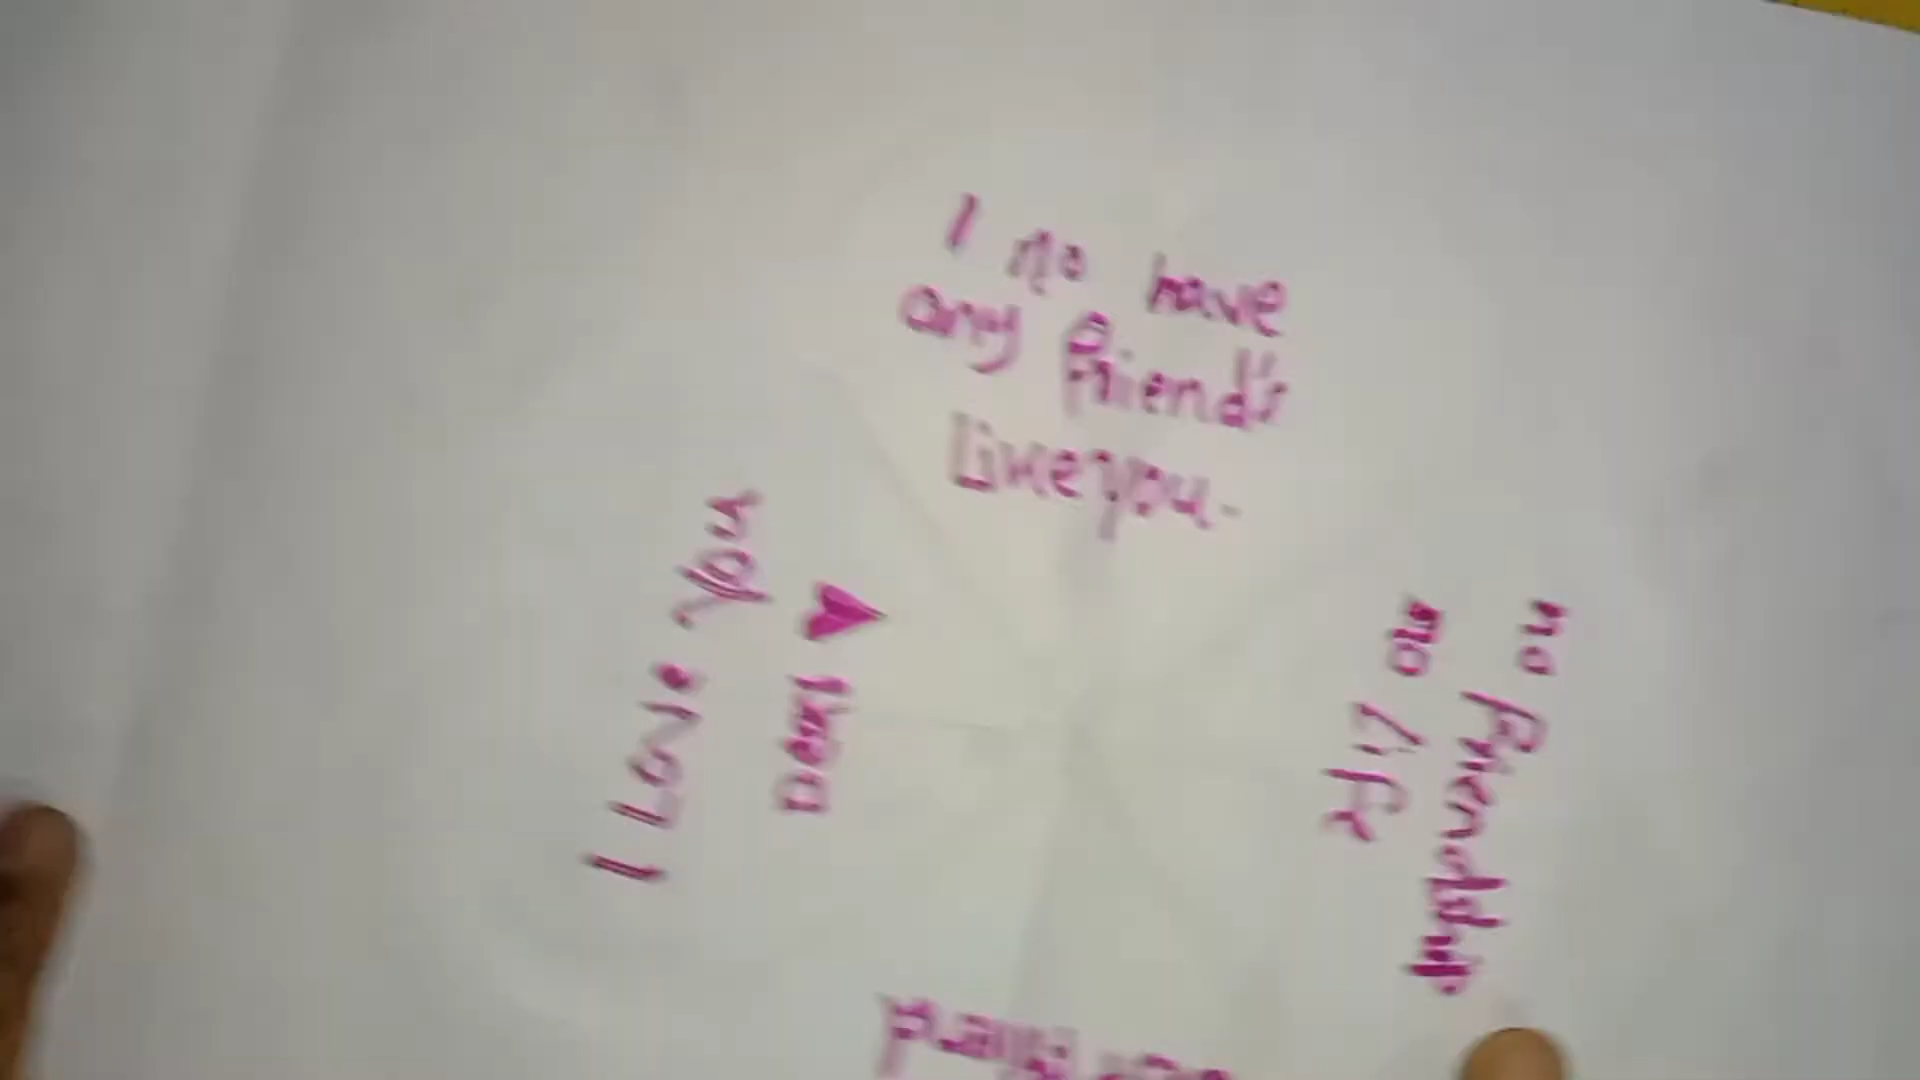 I no have
any friend's
Like you.
I LOVe You
Dear
no friendship
no Life